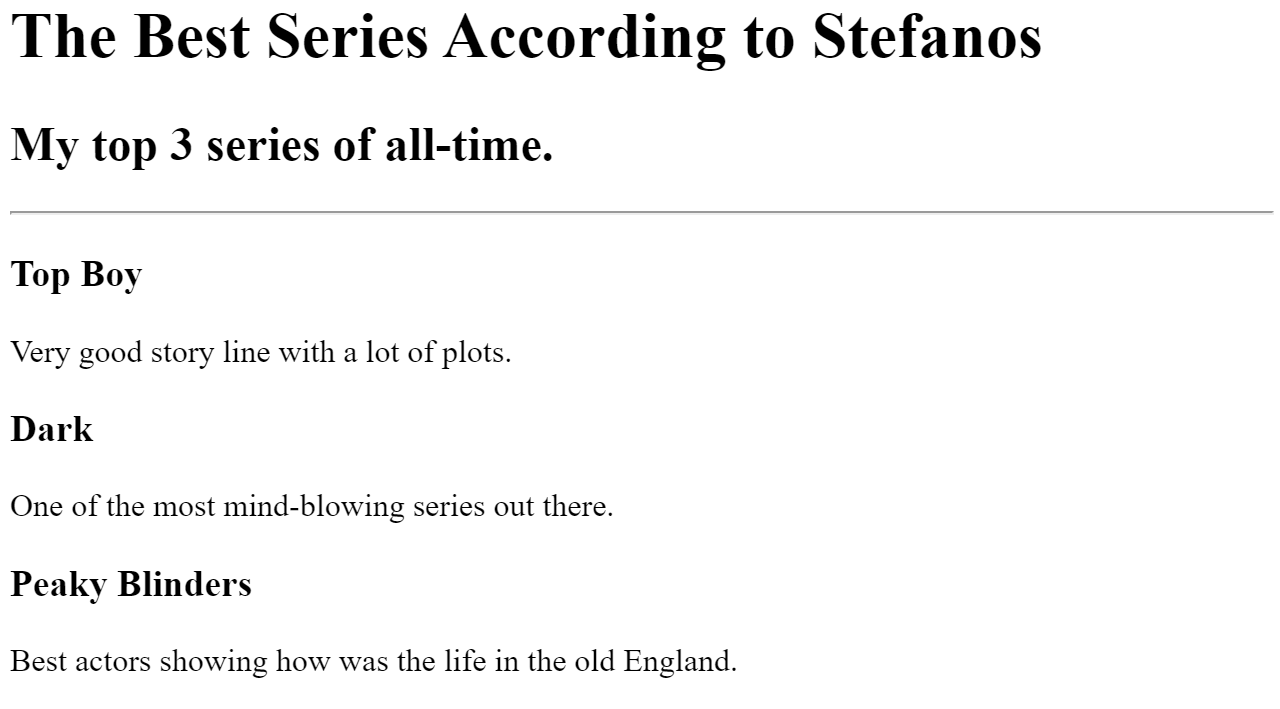 The Best Series According to Stefanos
My top 3 series of all-time.
Top Boy
Very good story line with a lot of plots.
Dark
One of the most mind-blowing series out there.
Peaky Blinders
Best actors showing how was the life in the old England.